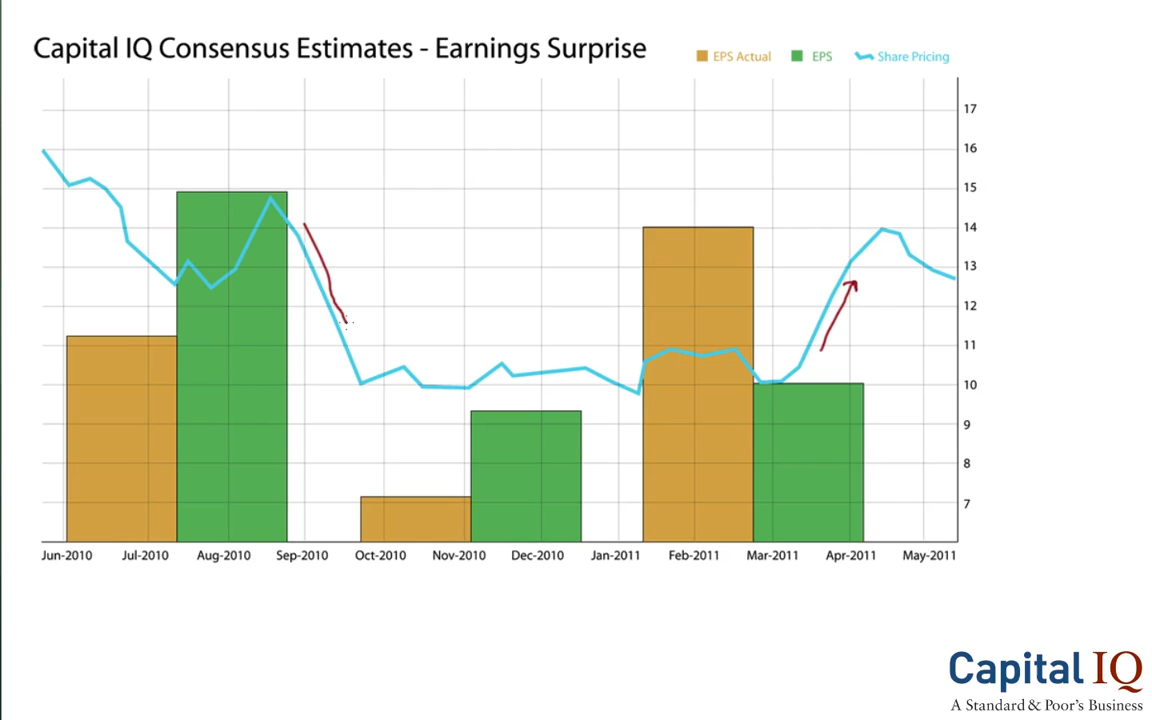 Capital IQ Consensus Estimates - Earnings Surprise
EPS Actual EPS Share Pricing
17
16
15
14
13
12
11
10
9
8
7
Jun-2010 Jul-2010 Aug-2010 Sep-2010 Oct-2010 Nov-2010 Dec-2010 Jan-2011 Feb-2011 Mar-2011 Apr-2011 May-2011
Capital IQ
A Standard & Poor's Business